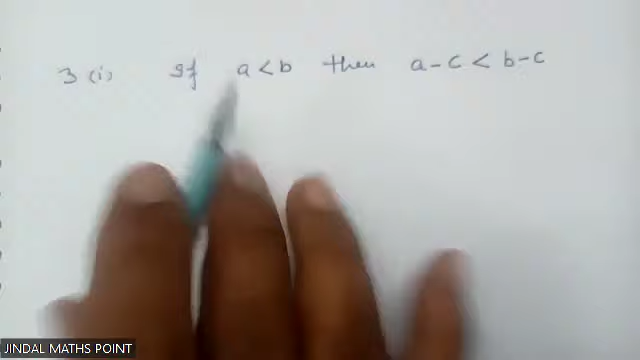 3 (i) If a < b then a - c < b - c
JINDAL MATHS POINT